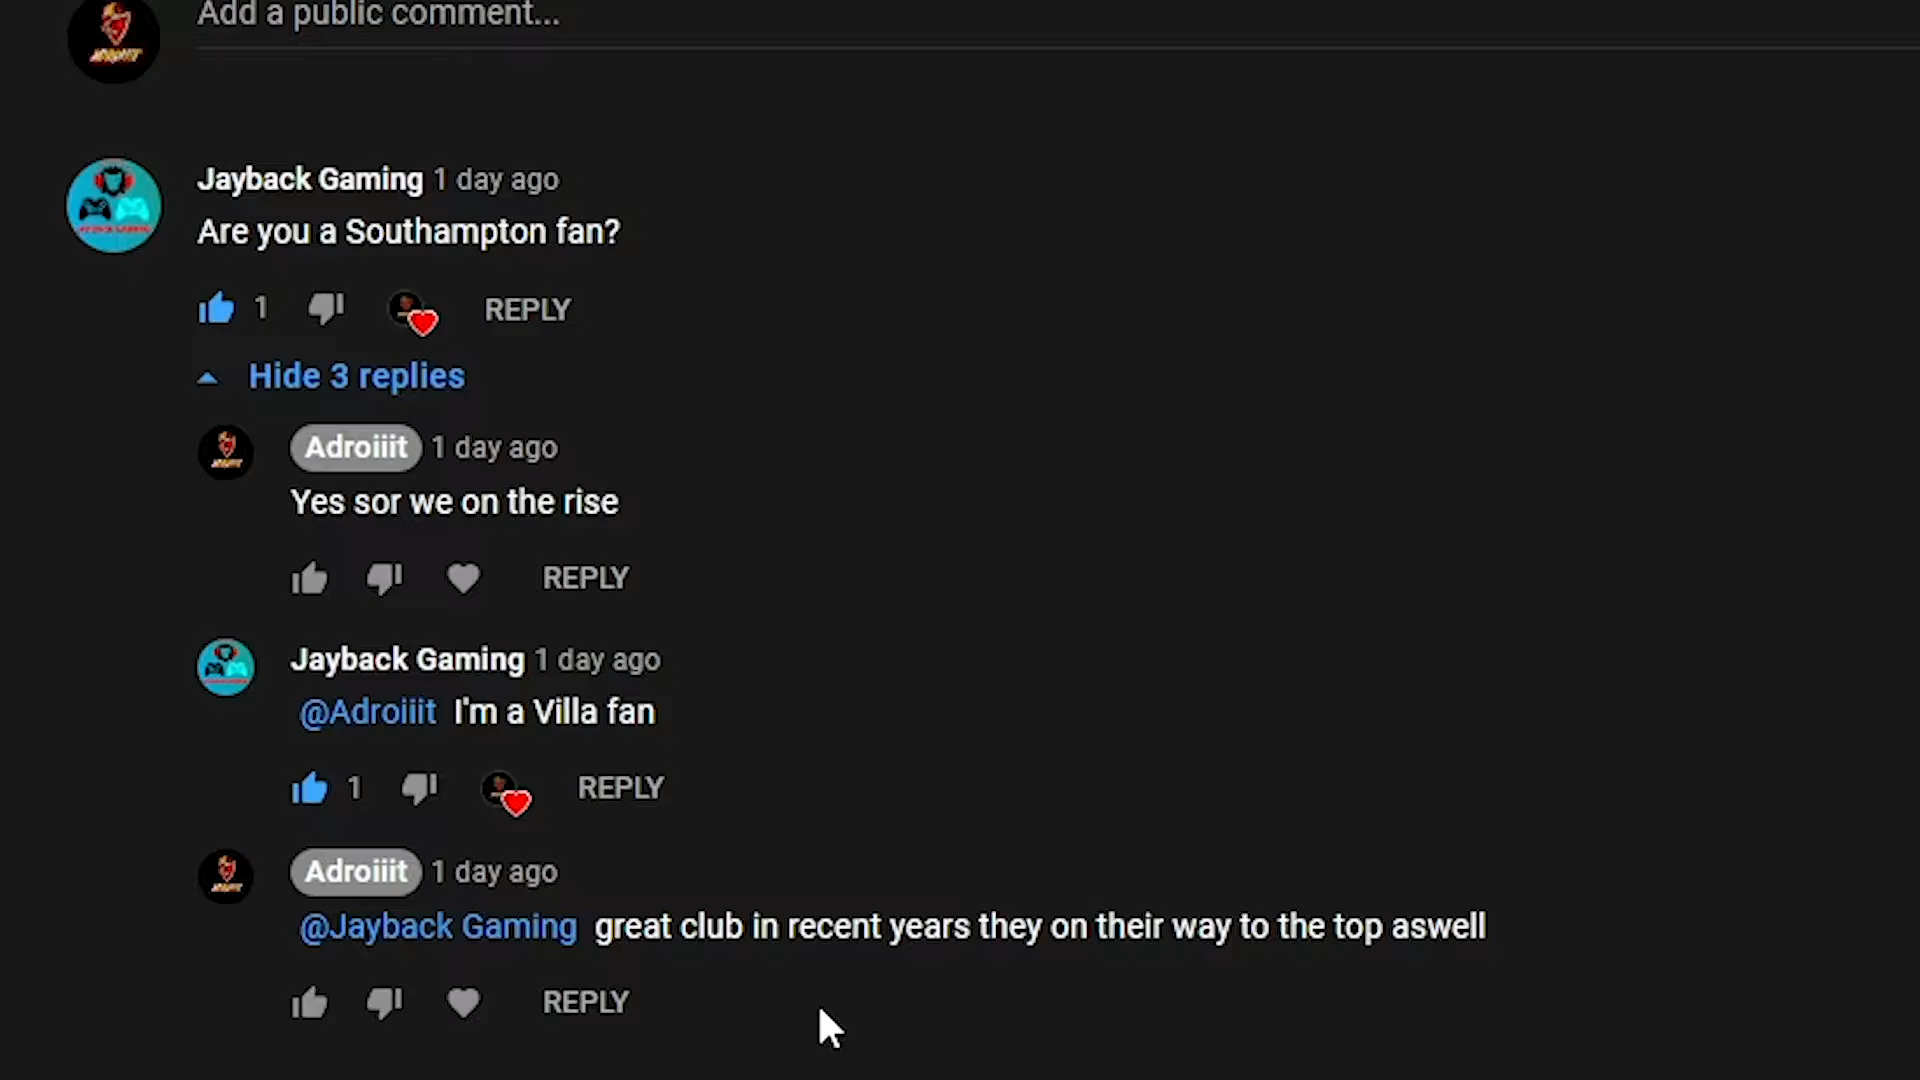 Add a public comment...
Jayback Gaming 1 day ago
Are you a Southampton fan?
1 REPLY
Hide 3 replies
Adroiiit 1 day ago
Yes sor we on the rise
REPLY
Jayback Gaming 1 day ago
@Adroiiit I'm a Villa fan
1 REPLY
Adroiiit 1 day ago
@Jayback Gaming great club in recent years they on their way to the top aswell
REPLY